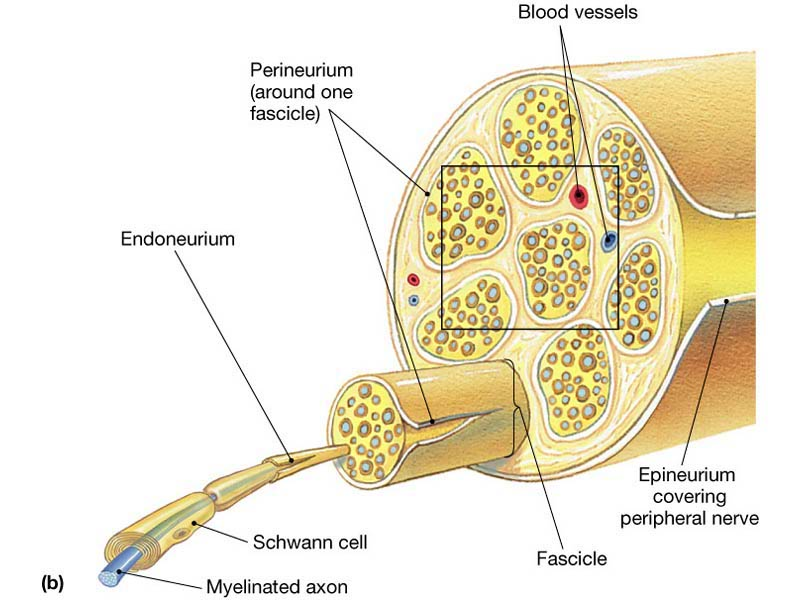 Blood vessels
Perineurium
(around one
fascicle)
Endoneurium
Epineurium
covering
peripheral nerve
Fascicle
Schwann cell
(b)
Myelinated axon